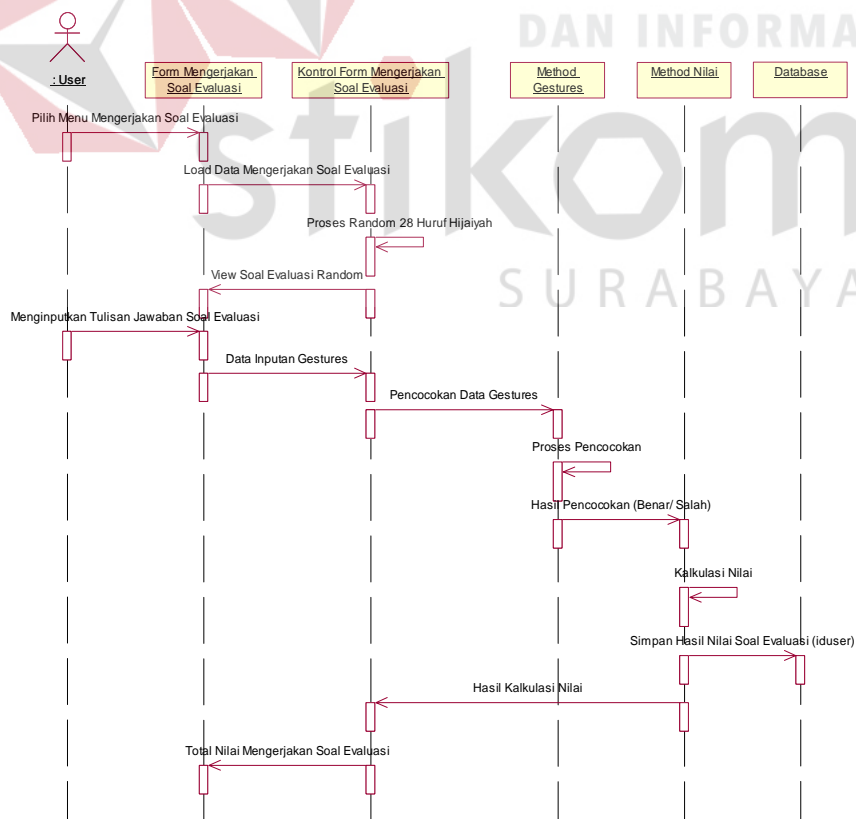 DAN INFORMA
: User
Form Mengerjakan
Soal Evaluasi
Kontrol Form Mengerjakan
Soal Evaluasi
Method
Gestures
Method Nilai
Database
stikom
SURABAYA
Pilih Menu Mengerjakan Soal Evaluasi
Load Data Mengerjakan Soal Evaluasi
Proses Random 28 Huruf Hijaiyah
View Soal Evaluasi Random
Menginputkan Tulisan Jawaban Soal Evaluasi
Data Inputan Gestures
Pencocokan Data Gestures
Proses Pencocokan
Hasil Pencocokan (Benar/ Salah)
Kalkulasi Nilai
Simpan Hasil Nilai Soal Evaluasi (iduser)
Hasil Kalkulasi Nilai
Total Nilai Mengerjakan Soal Evaluasi